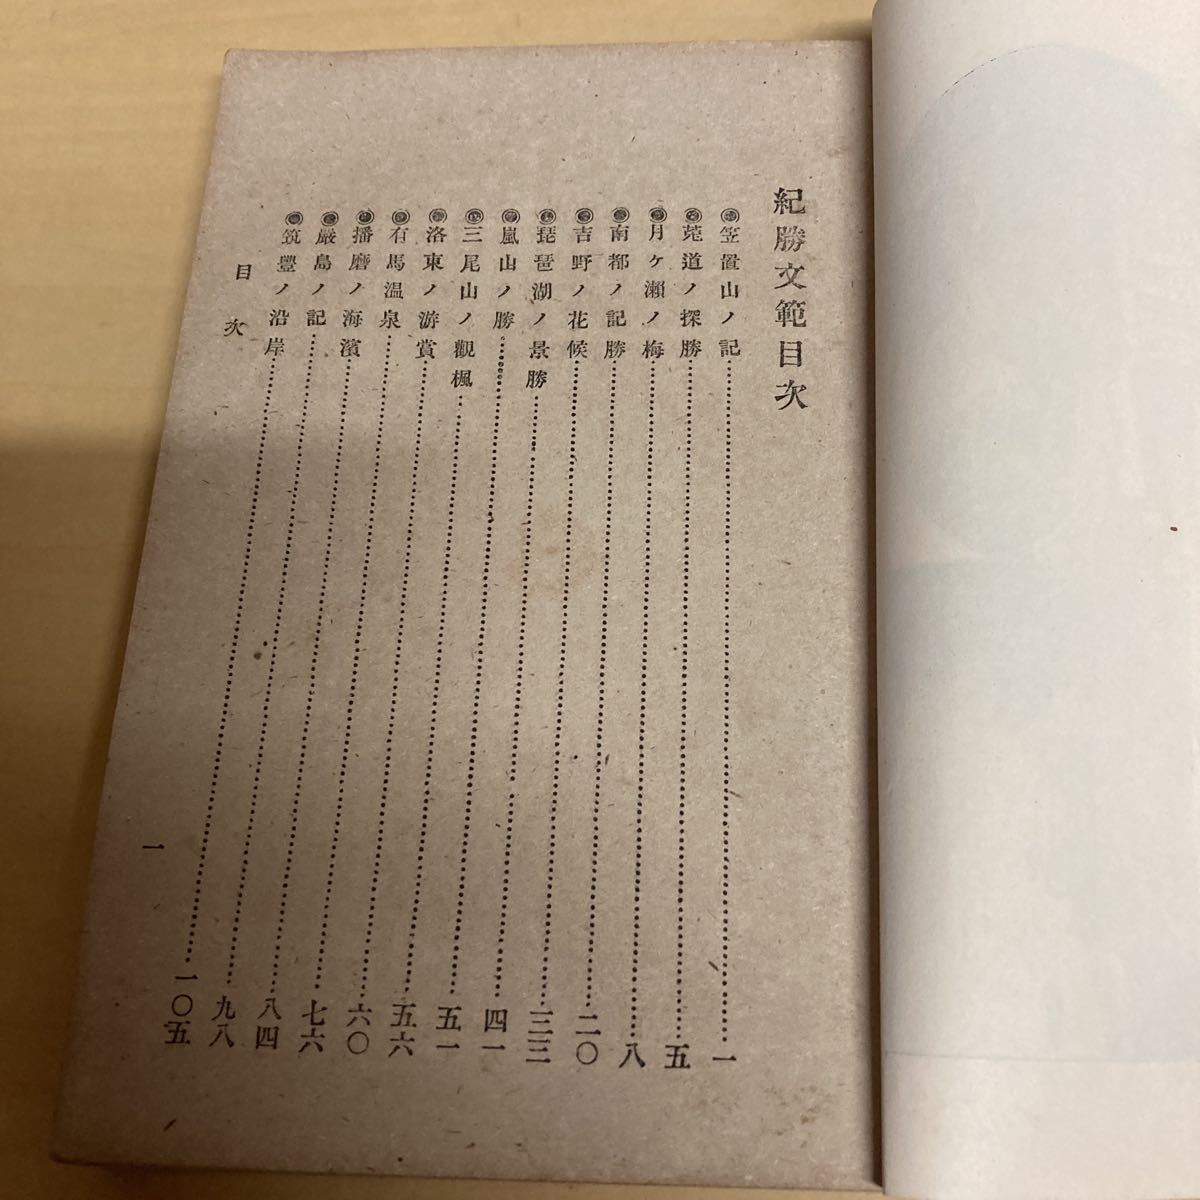 紀勝文範目次
◉笠置山ノ記……一
◉莵道ノ探勝……五
◉月ケ瀬ノ梅……八
◉南都ノ記勝……二〇
◉吉野ノ花候……三三
◉琵琶湖ノ景勝……四一
◉嵐山ノ勝……五一
◉三尾山ノ觀楓……五六
◉洛東ノ游賞……六〇
◉有馬温泉……七六
◉播磨ノ海濱……八四
◉嚴島ノ記……九八
◉筑豐ノ沿岸……一〇五
目次
一